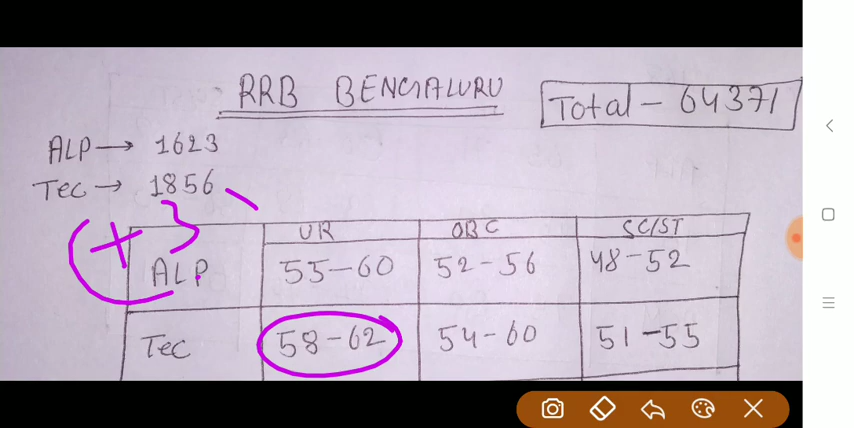 RRB BENGALURU
Total - 64371
ALP → 1623
Tec → 1856
UR OBC SC/ST
ALP 55-60 52-56 48-52
Tec 58-62 54-60 51-55